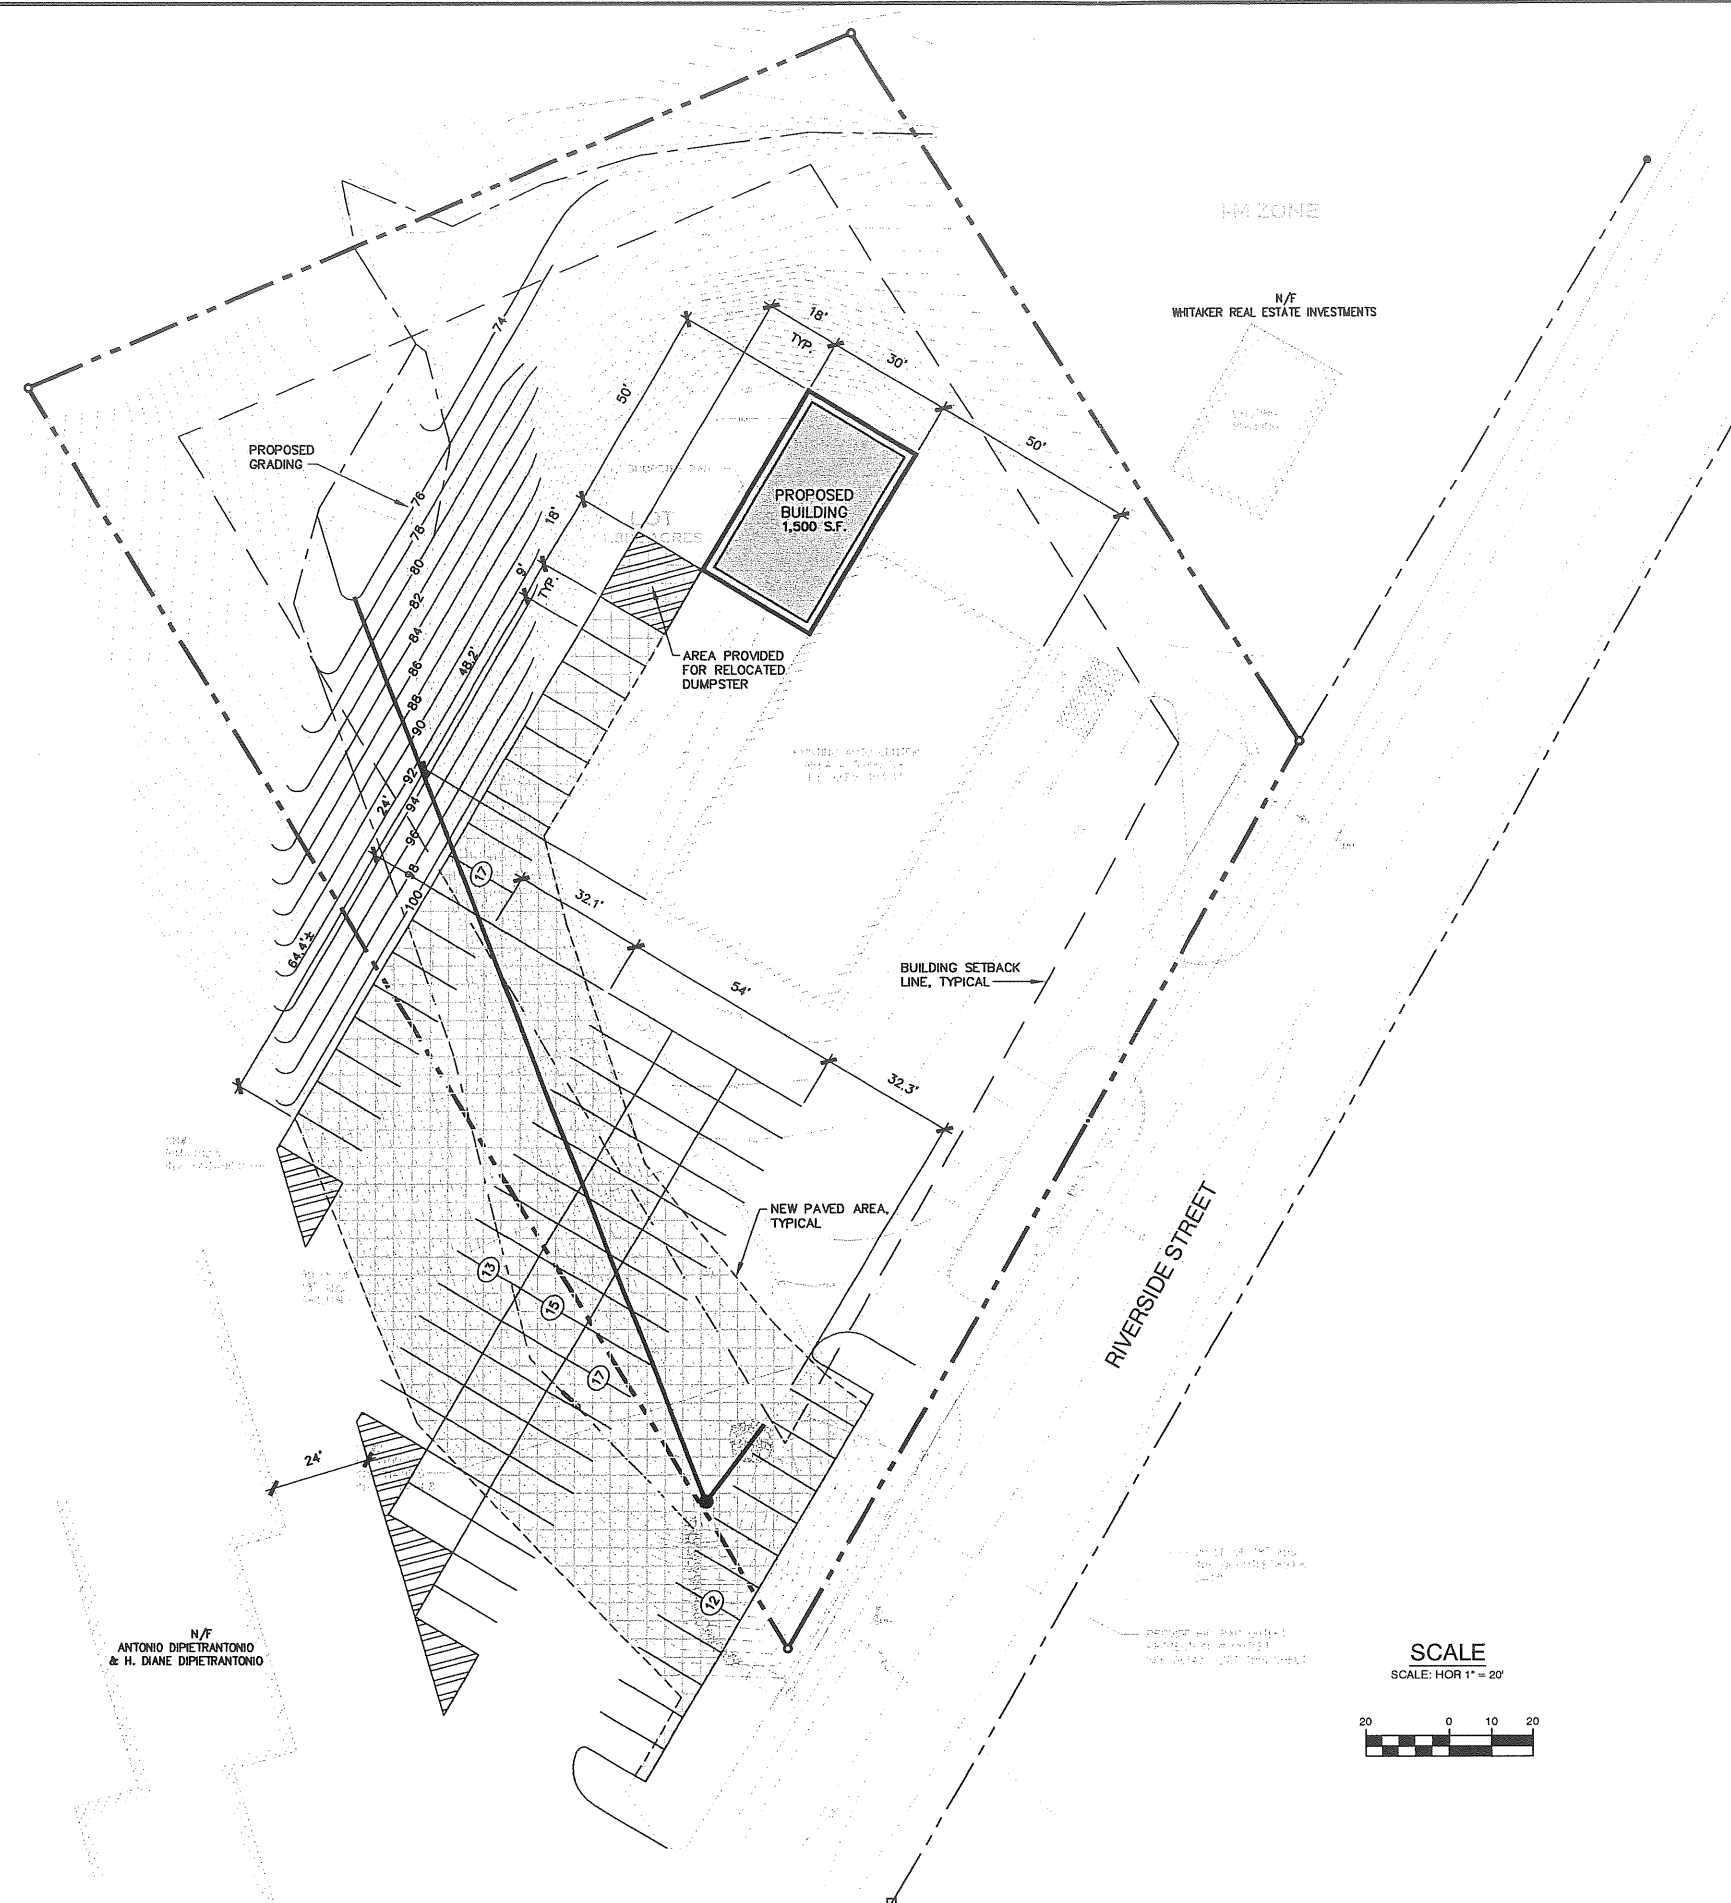 I-M ZONE
N/F
WHITAKER REAL ESTATE INVESTMENTS
18'
TYP.
30'
50'
50'
74
PROPOSED
GRADING
PROPOSED
BUILDING
1,500 S.F.
LOT
ACRES
76
78
80
82
84
86
88
90
92
94
96
98
100
18'
9'
TYP.
48.2'
24'
64.4'±
AREA PROVIDED
FOR RELOCATED
DUMPSTER
17
32.1'
54'
32.3'
BUILDING SETBACK
LINE, TYPICAL
NEW PAVED AREA,
TYPICAL
RIVERSIDE STREET
13
15
17
12
24'
N/F
ANTONIO DIPIETRANTONIO
& H. DIANE DIPIETRANTONIO
SCALE
SCALE: HOR 1" = 20'
20 0 10 20